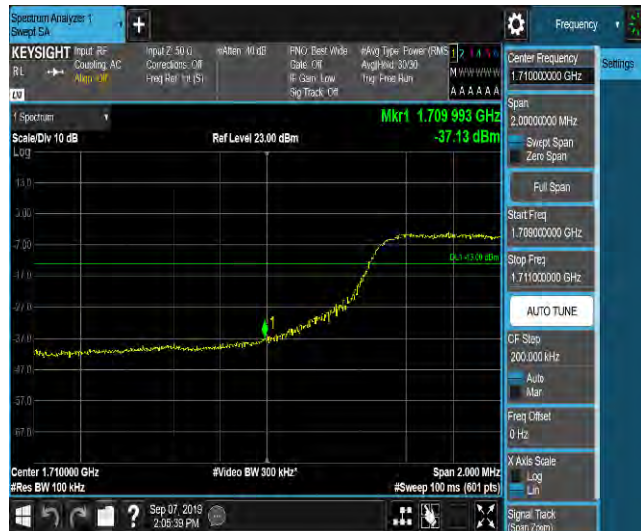 Spectrum Analyzer 1
Swept SA
+
Frequency
KEYSIGHT
Input: RF
Coupling: AC
Align: Off
Input Z: 50 Ω
Corrections: Off
Freq Ref: Int (S)
#Atten: 40 dB
PNO: Best Wide
Gate: Off
IF Gain: Low
Sig Track: Off
#Avg Type: Power (RMS
Avg|Hold: 30/30
Trig: Free Run
1 2 3 4 5 6
M W W W W W
A A A A A A
RL
LXI
1 Spectrum
Scale/Div 10 dB
Ref Level 23.00 dBm
Mkr1 1.709 993 GHz
-37.13 dBm
Log
13.0
3.00
-7.00
-17.0
-27.0
-37.0
-47.0
-57.0
-67.0
DL1 -13.00 dBm
1
Center 1.710000 GHz
#Video BW 300 kHz*
Span 2.000 MHz
#Res BW 100 kHz
#Sweep 100 ms (601 pts)
Sep 07, 2019
2:05:39 PM
?
Center Frequency
1.710000000 GHz
Settings
Span
2.00000000 MHz
Swept Span
Zero Span
Full Span
Start Freq
1.709000000 GHz
Stop Freq
1.711000000 GHz
AUTO TUNE
CF Step
200.000 kHz
Auto
Man
Freq Offset
0 Hz
X Axis Scale
Log
Lin
Signal Track
(Span Zoom)